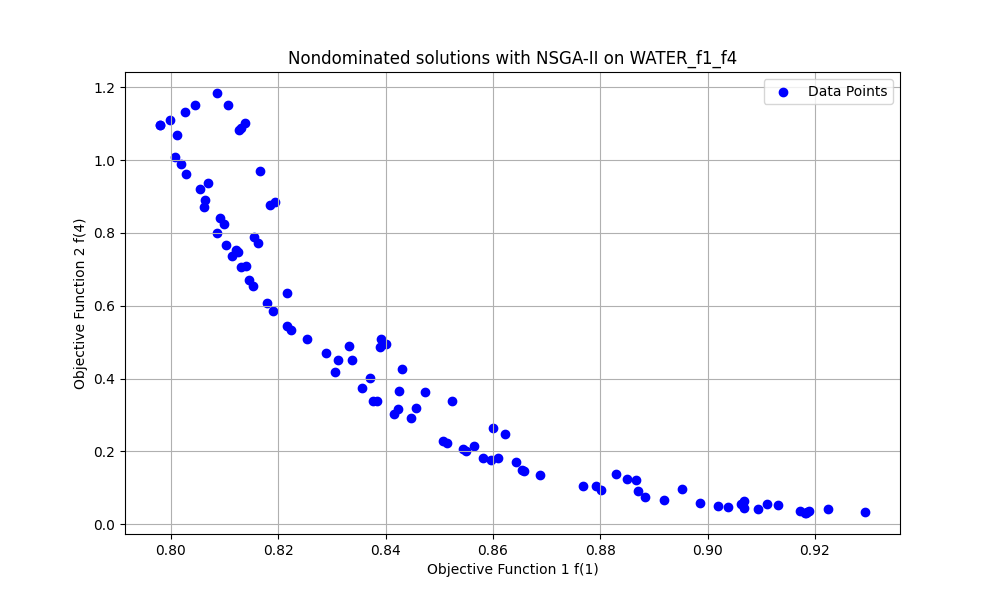 Nondominated solutions with NSGA-II on WATER_f1_f4
Data Points
Objective Function 2 f(4)
1.2
1.0
0.8
0.6
0.4
0.2
0.0
0.80 0.82 0.84 0.86 0.88 0.90 0.92
Objective Function 1 f(1)